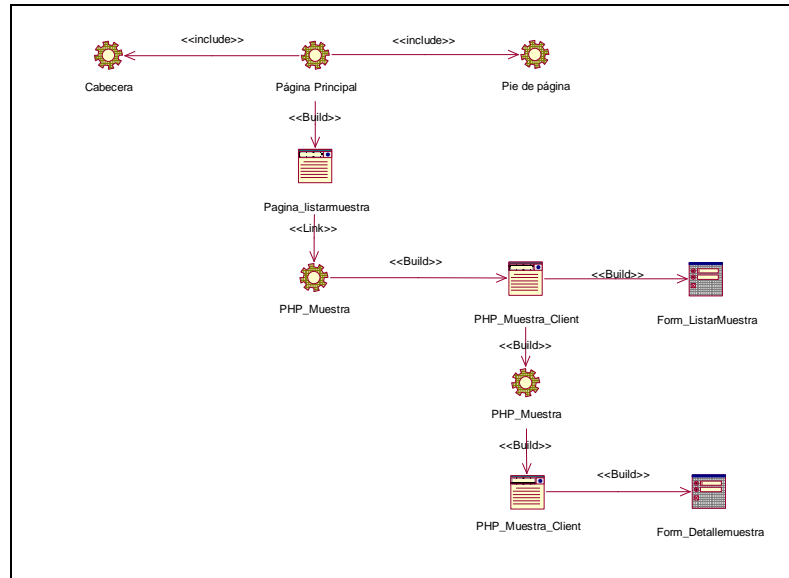 <<include>>
<<include>>
Cabecera
Página Principal
Pie de página
<<Build>>
Pagina_listarmuestra
<<Link>>
<<Build>>
<<Build>>
PHP_Muestra
PHP_Muestra_Client
Form_ListarMuestra
<<Build>>
PHP_Muestra
<<Build>>
<<Build>>
PHP_Muestra_Client
Form_Detallemuestra